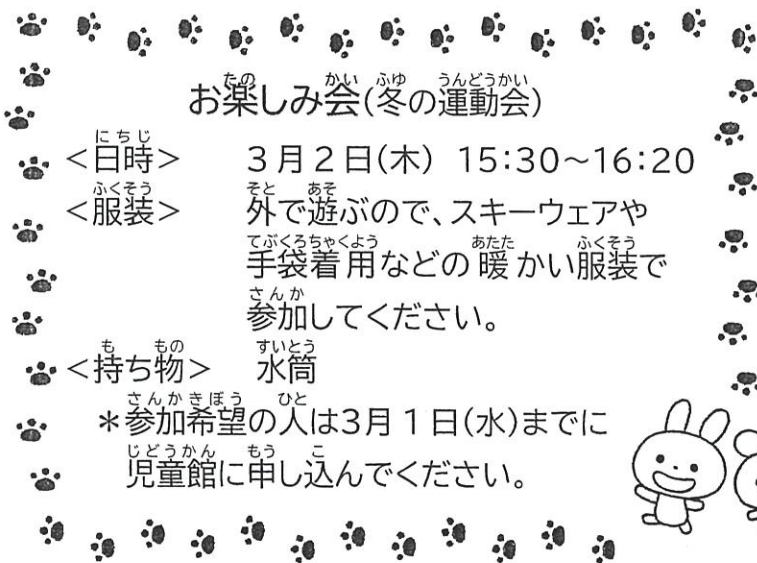 お楽しみ会(冬の運動会)
<日時> 3月2日(木) 15:30~16:20
<服装> 外で遊ぶので、スキーウェアや
手袋着用などの暖かい服装で
参加してください。
<持ち物> 水筒
*参加希望の人は3月1日(水)までに
児童館に申し込んでください。